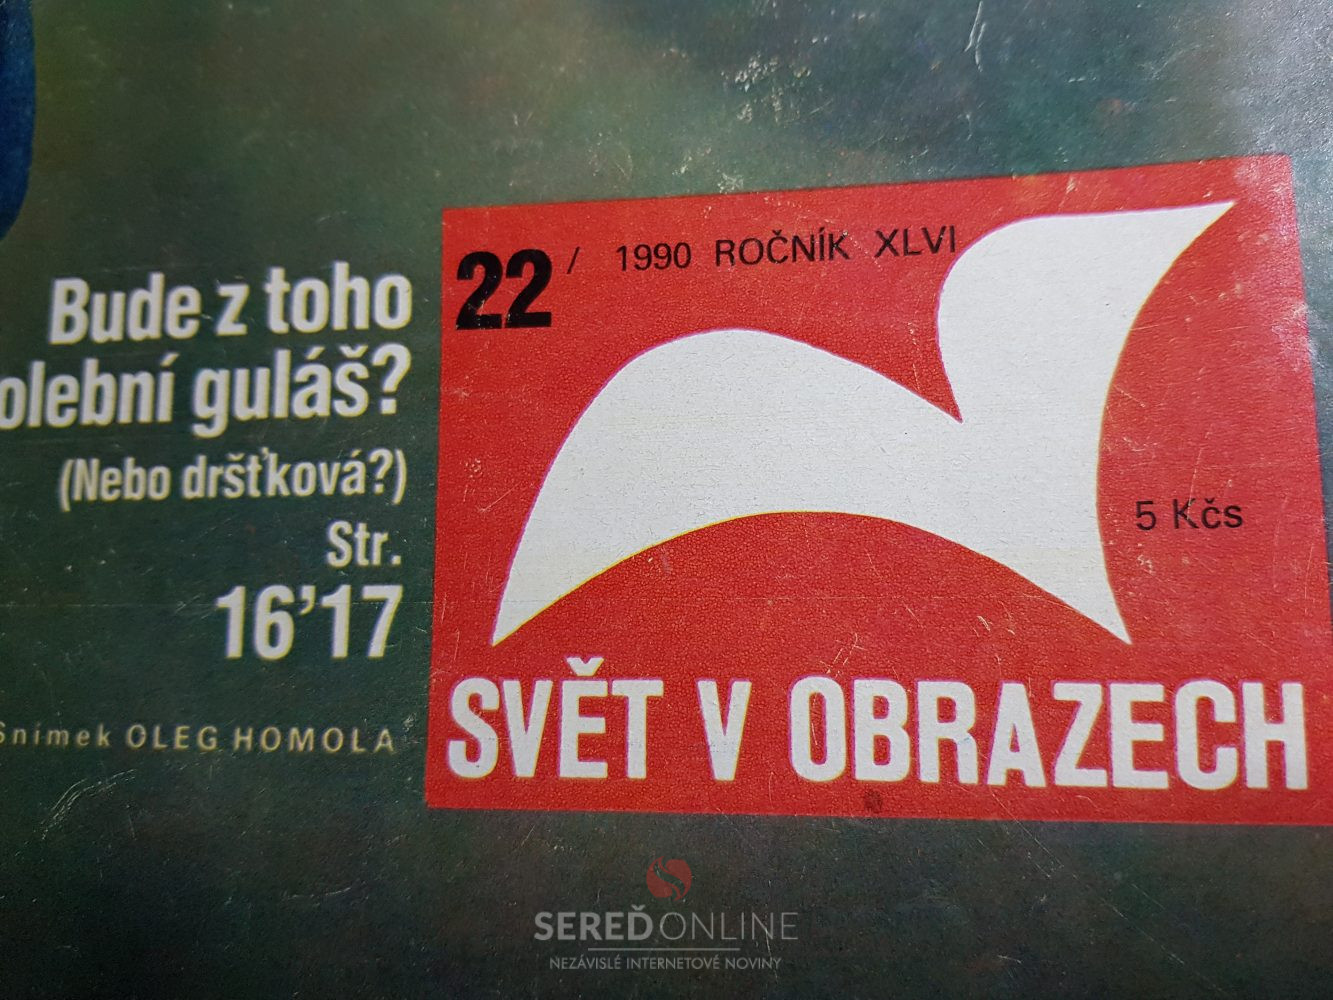 Bude z toho
olební guláš?
(Nebo dršťková?)
Str.
16'17
Snímek OLEG HOMOLA
22/ 1990 ROČNÍK XLVI
5 Kčs
SVĚT V OBRAZECH
SEREĎONLINE
NEZÁVISLÉ INTERNETOVÉ NOVINY